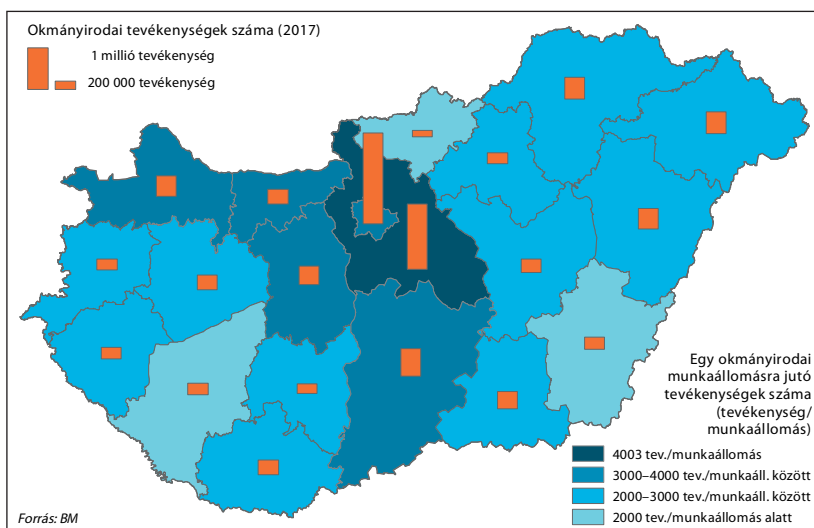 Okmányirodai tevékenységek száma (2017)
1 millió tevékenység
200 000 tevékenység
Egy okmányirodai
munkaállomásra jutó
tevékenységek száma
(tevékenység/
munkaállomás)
4003 tev./munkaállomás
3000–4000 tev./munkaáll. között
2000–3000 tev./munkaáll. között
2000 tev./munkaállomás alatt
Forrás: BM